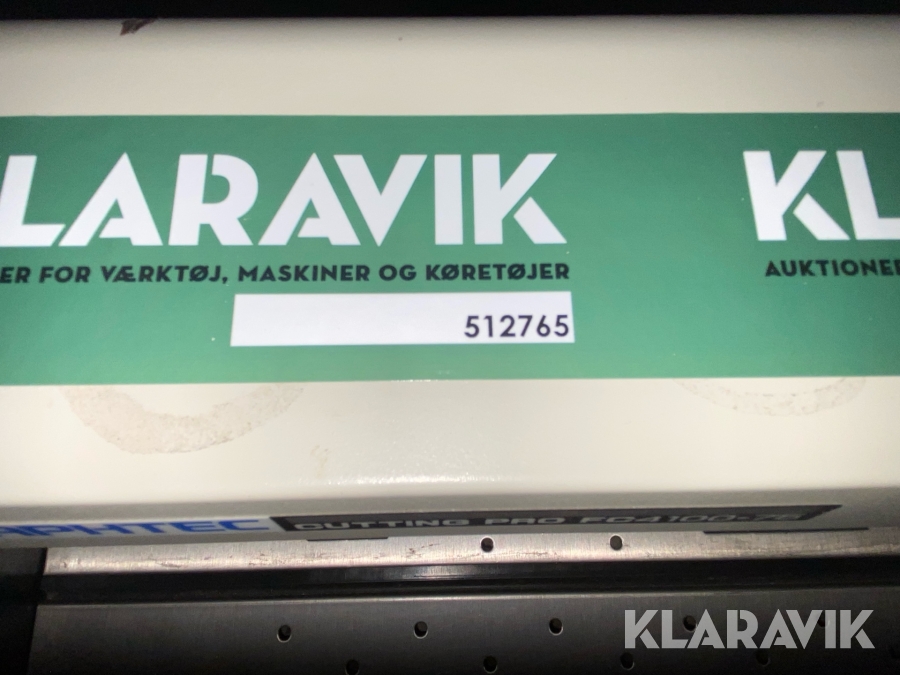 KLARAVIK KL
ER FOR VÆRKTØJ, MASKINER OG KØRETØJER AUKTIONER
512765
APHTEC CUTTING PRO FC4100-75
KLARAVIK